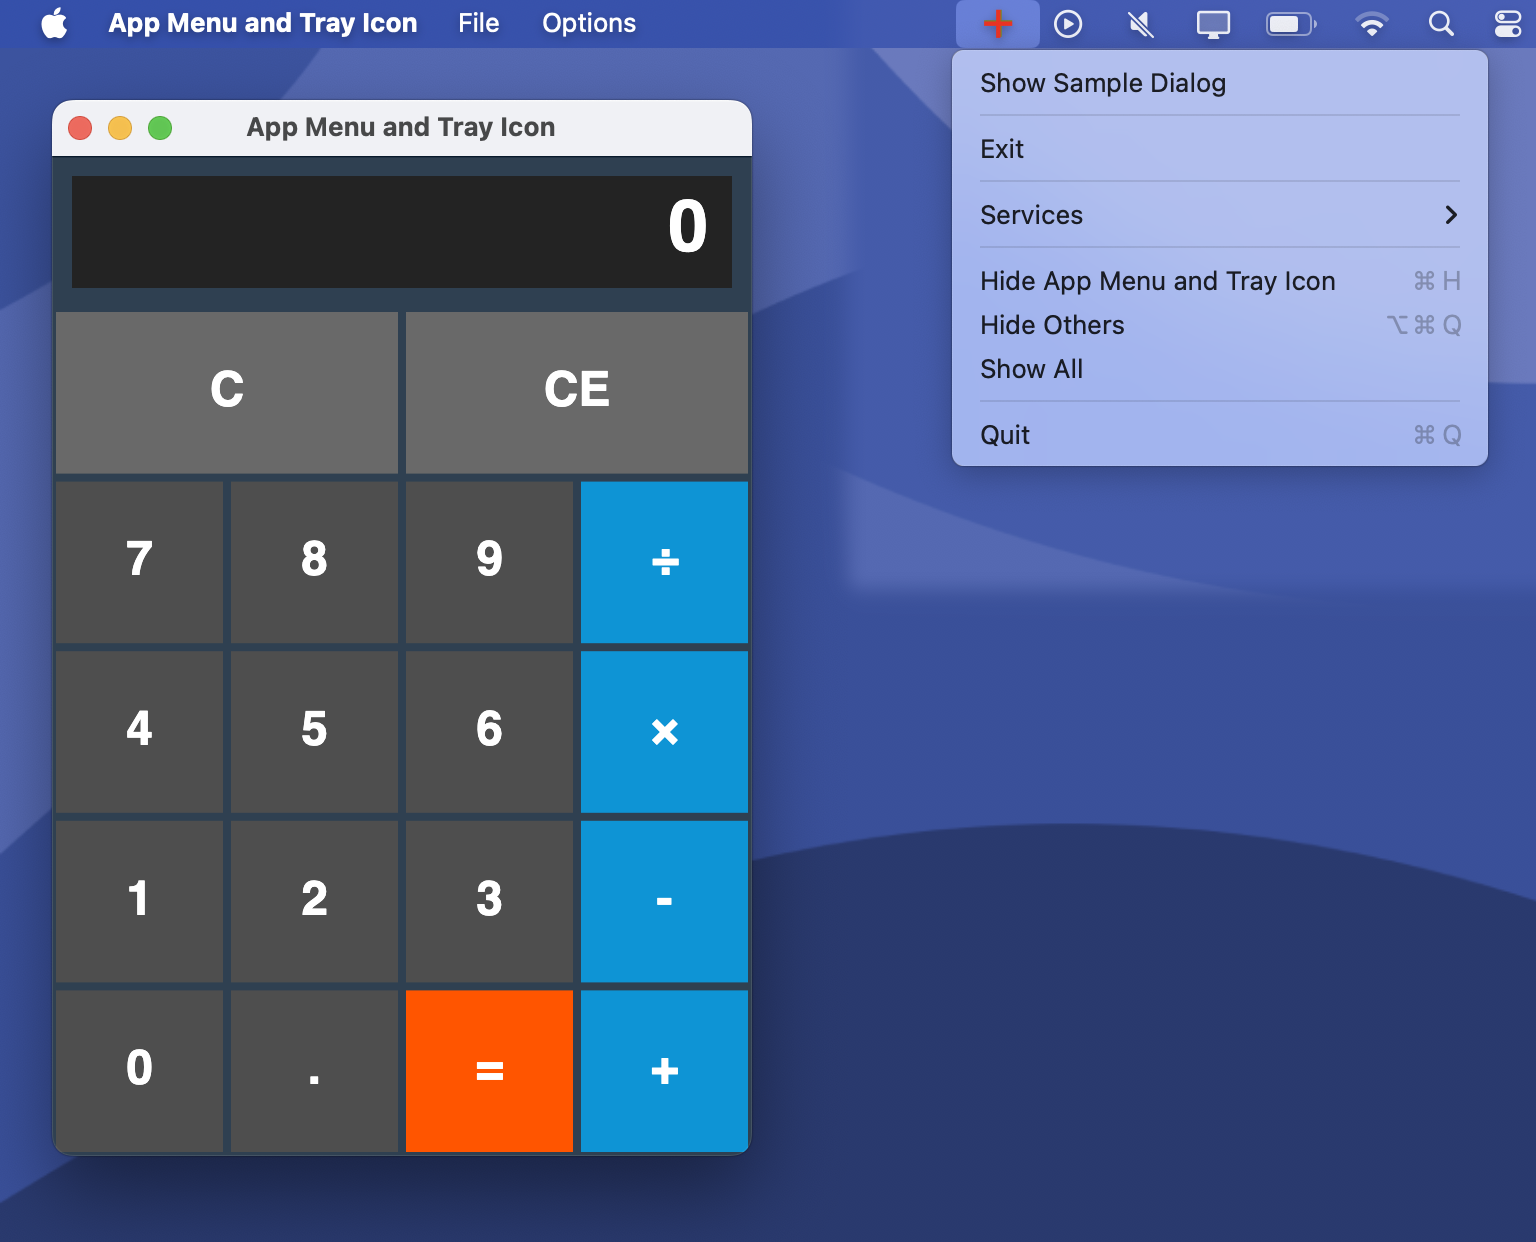 App Menu and Tray Icon File Options
Show Sample Dialog
Exit
Services
Hide App Menu and Tray Icon ⌘ H
Hide Others ⌥ ⌘ Q
Show All
Quit ⌘ Q
App Menu and Tray Icon
0
C CE
7 8 9 ÷
4 5 6 ×
1 2 3 -
0 . = +